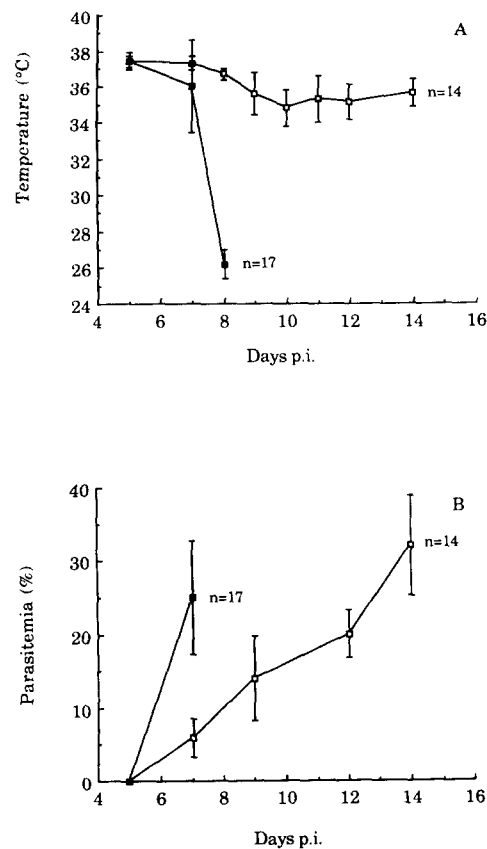 A
Temperature (°C)
40
38
36
34
32
30
28
26
24
n=14
n=17
4 6 8 10 12 14 16
Days p.i.
B
Parasitemia (%)
40
30
20
10
0
n=17
n=14
4 6 8 10 12 14 16
Days p.i.